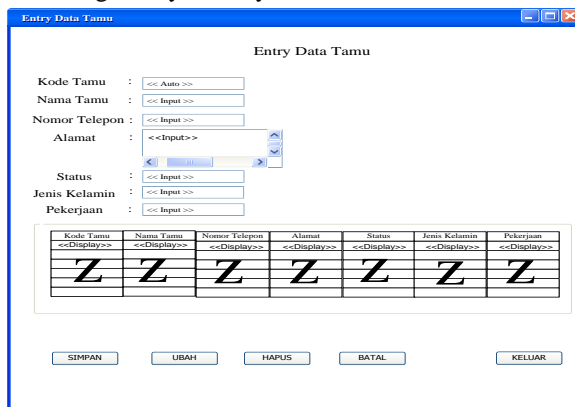 Entry Data Tamu
Entry Data Tamu
Kode Tamu : << Auto >>
Nama Tamu : << Input >>
Nomor Telepon : << Input >>
Alamat : <<Input>>
Status : << Input >>
Jenis Kelamin : << Input >>
Pekerjaan : << Input >>
Kode Tamu Nama Tamu Nomor Telepon Alamat Status Jenis Kelamin Pekerjaan
<<Display>> <<Display>> <<Display>> <<Display>> <<Display>> <<Display>> <<Display>>
Z Z Z Z Z Z Z
SIMPAN UBAH HAPUS BATAL KELUAR